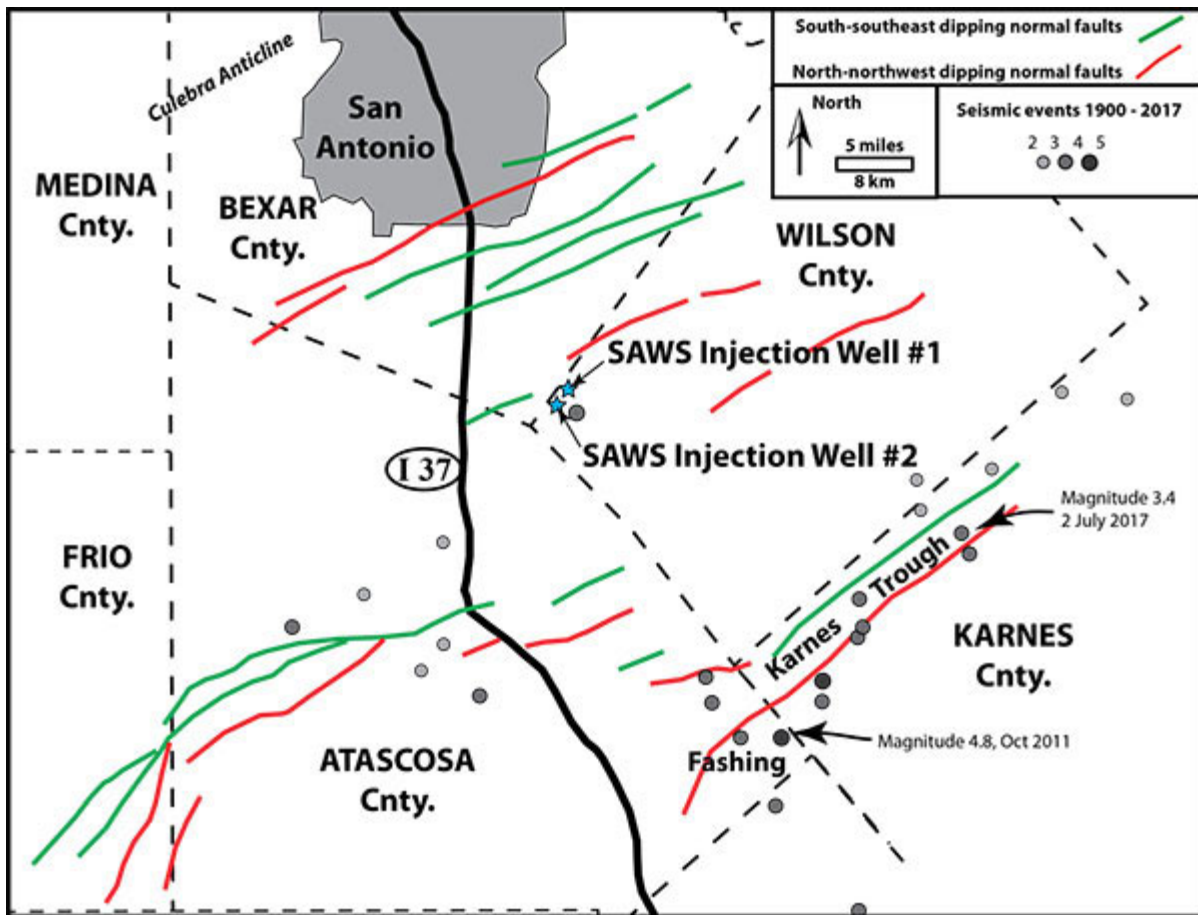 South-southeast dipping normal faults
North-northwest dipping normal faults
North
5 miles
8 km
Seismic events 1900 - 2017
2 3 4 5
Culebra Anticline
San
Antonio
MEDINA
Cnty.
BEXAR
Cnty.
WILSON
Cnty.
SAWS Injection Well #1
SAWS Injection Well #2
I 37
Magnitude 3.4
2 July 2017
FRIO
Cnty.
Karnes Trough
KARNES
Cnty.
Magnitude 4.8, Oct 2011
Fashing
ATASCOSA
Cnty.